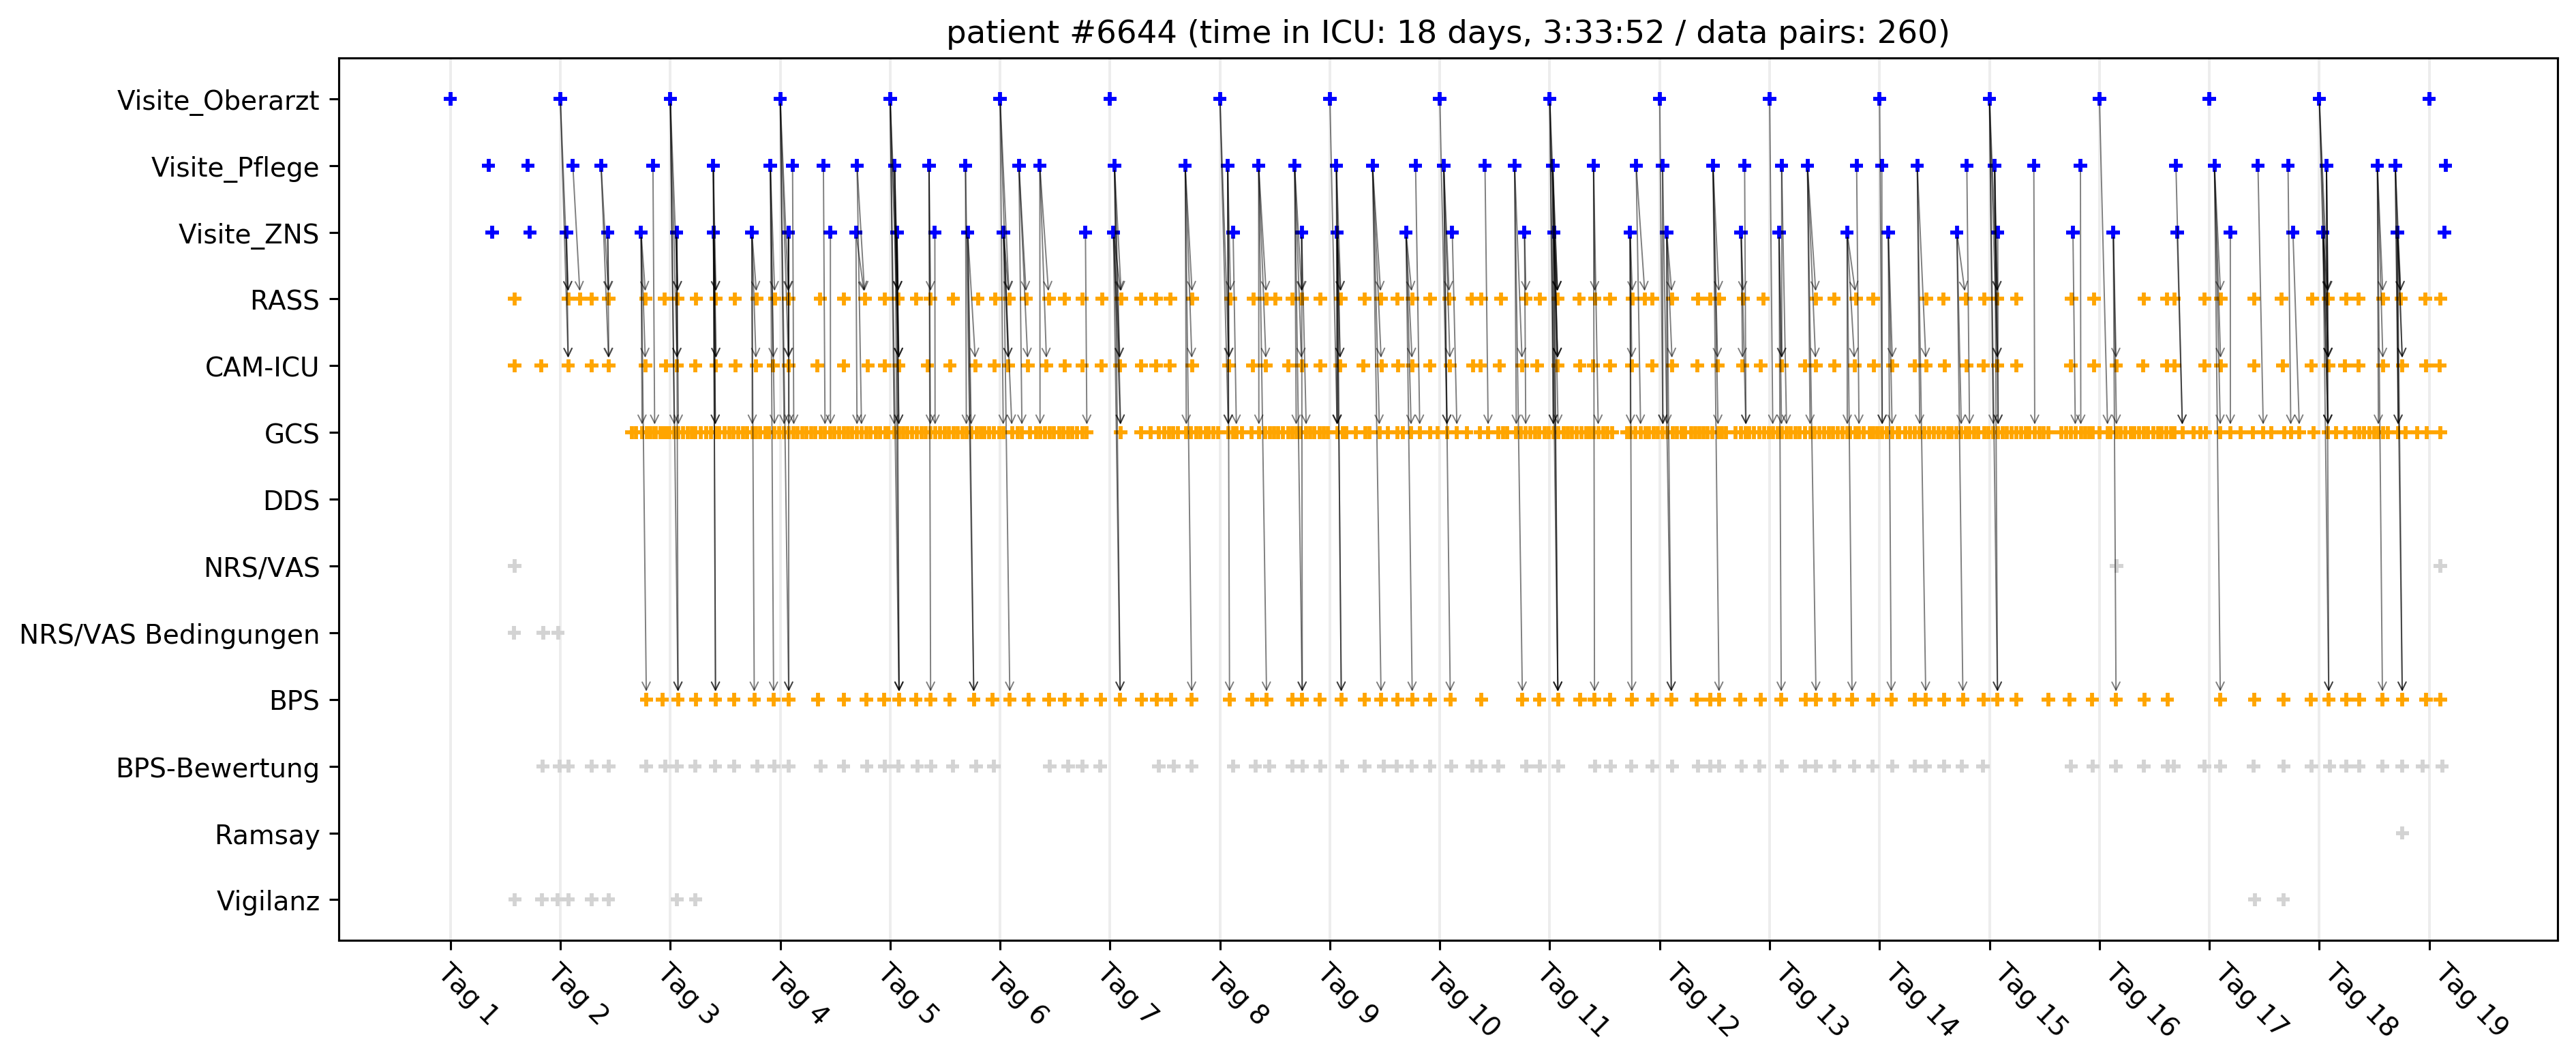 patient #6644 (time in ICU: 18 days, 3:33:52 / data pairs: 260)
Visite_Oberarzt
Visite_Pflege
Visite_ZNS
RASS
CAM-ICU
GCS
DDS
NRS/VAS
NRS/VAS Bedingungen
BPS
BPS-Bewertung
Ramsay
Vigilanz
Tag 1
Tag 2
Tag 3
Tag 4
Tag 5
Tag 6
Tag 7
Tag 8
Tag 9
Tag 10
Tag 11
Tag 12
Tag 13
Tag 14
Tag 15
Tag 16
Tag 17
Tag 18
Tag 19